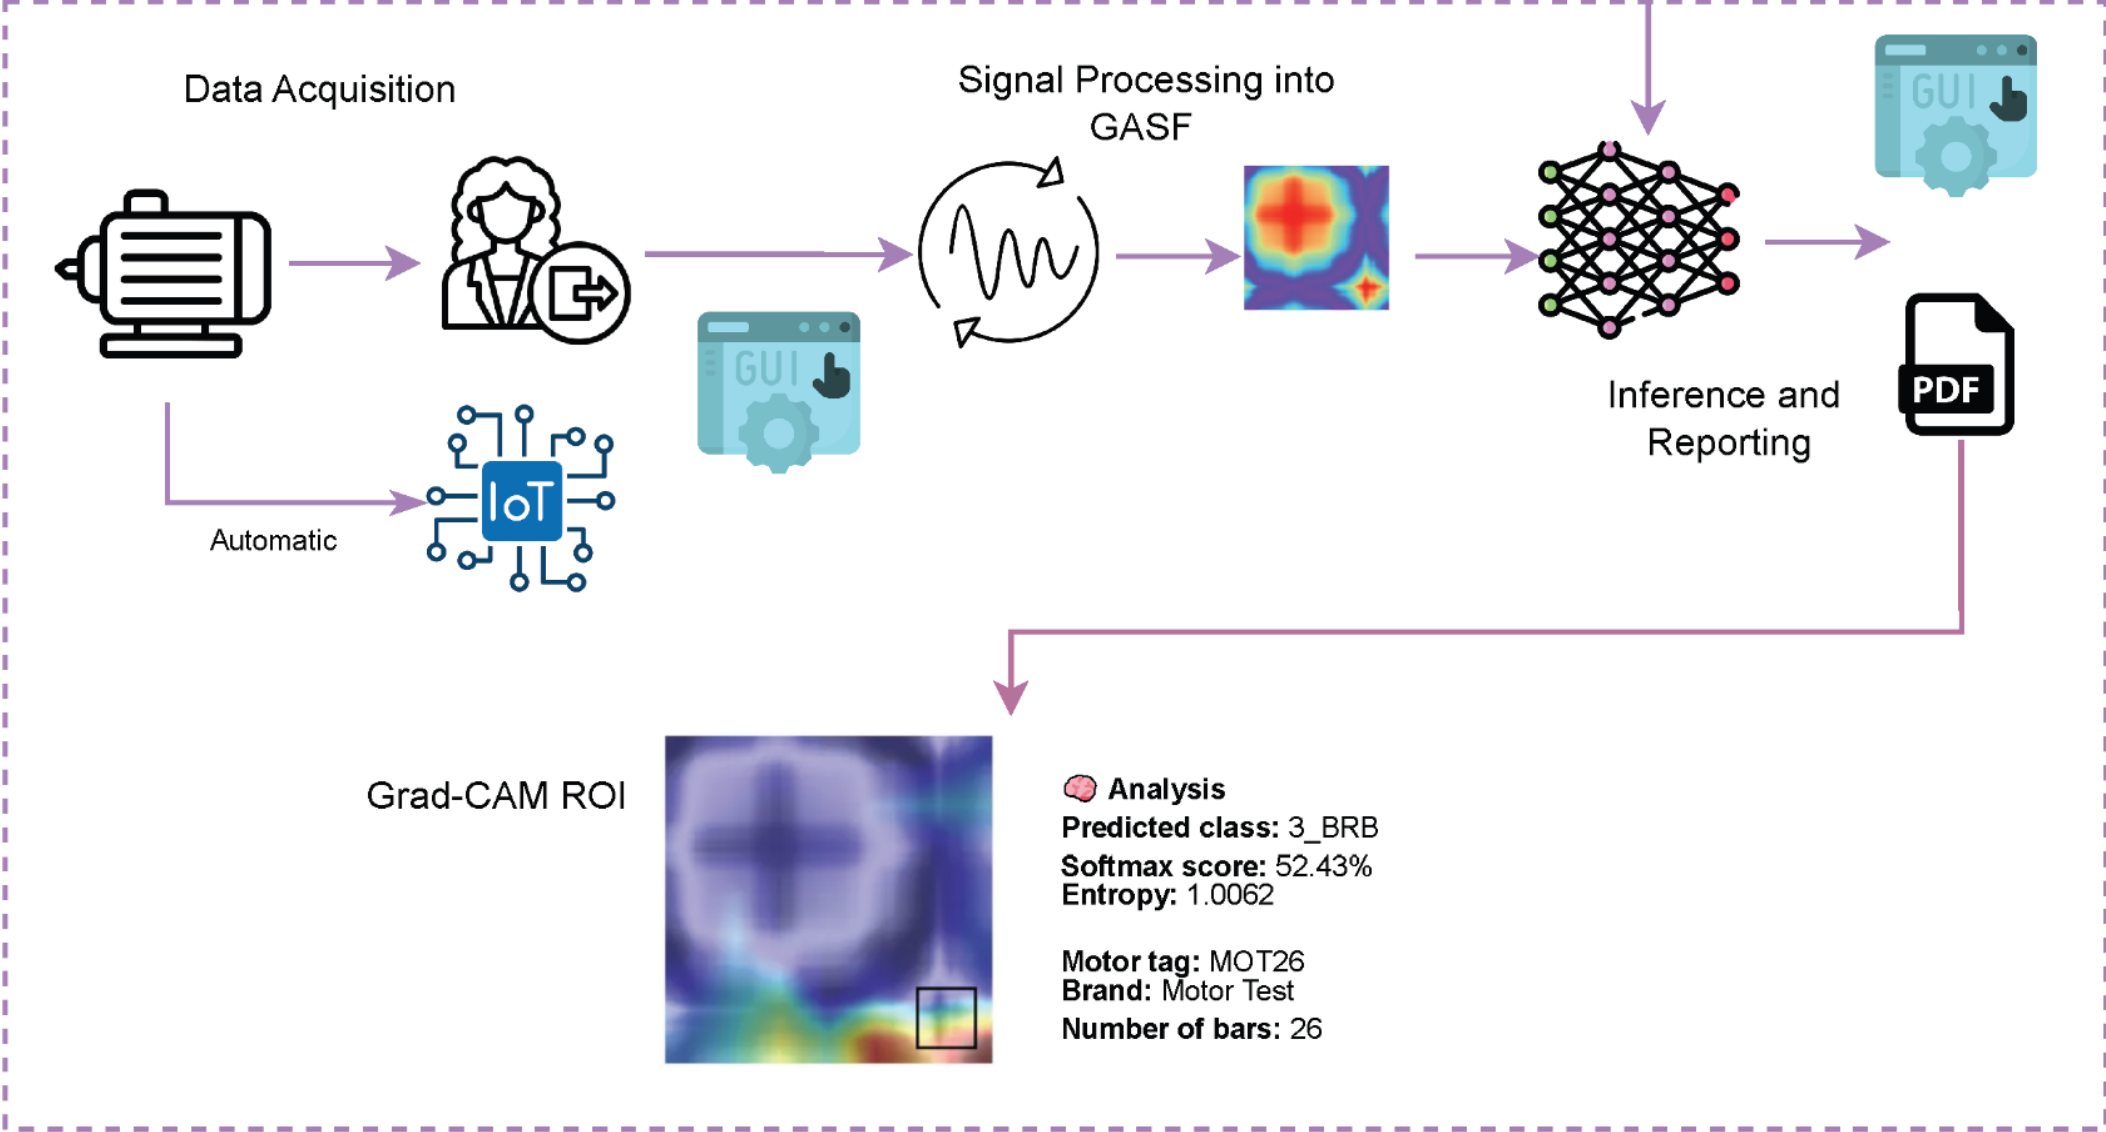 Data Acquisition
Signal Processing into
GASF
GUI
GUI
IoT
Automatic
Inference and
Reporting
PDF
Grad-CAM ROI
Analysis
Predicted class: 3_BRB
Softmax score: 52.43%
Entropy: 1.0062
Motor tag: MOT26
Brand: Motor Test
Number of bars: 26